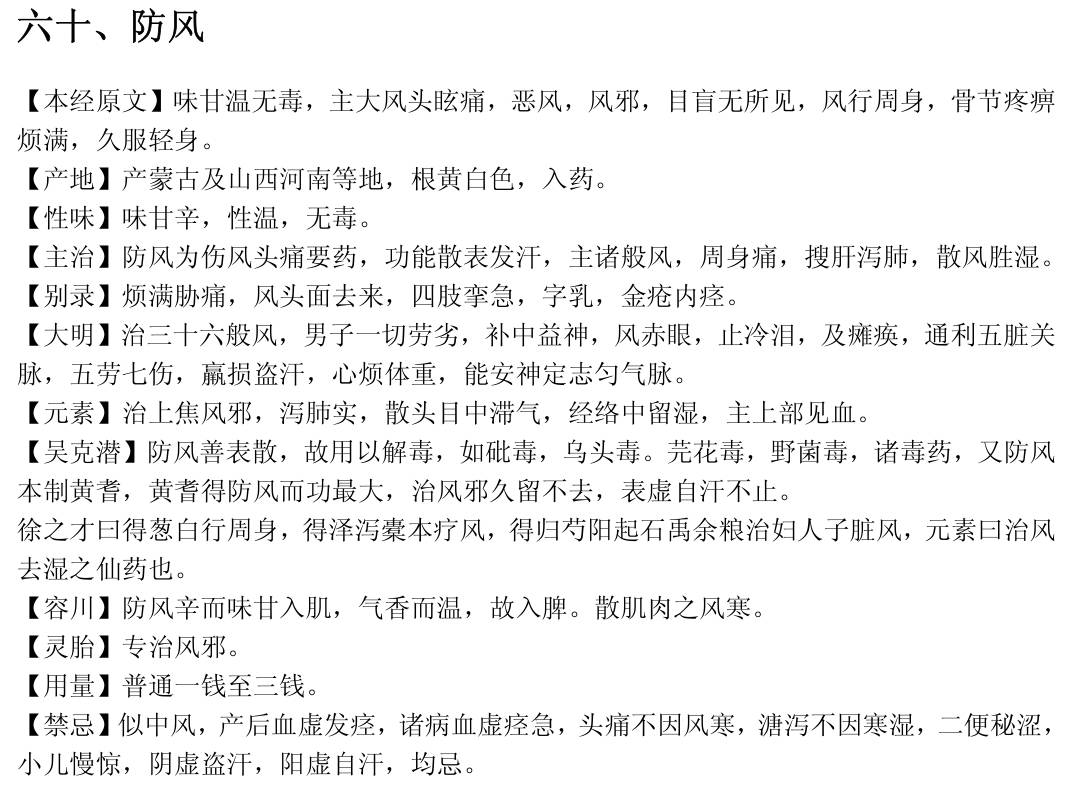 六十、防风
【本经原文】味甘温无毒，主大风头眩痛，恶风，风邪，目盲无所见，风行周身，骨节疼痹
烦满，久服轻身。
【产地】产蒙古及山西河南等地，根黄白色，入药。
【性味】味甘辛，性温，无毒。
【主治】防风为伤风头痛要药，功能散表发汗，主诸般风，周身痛，搜肝泻肺，散风胜湿。
【别录】烦满胁痛，风头面去来，四肢挛急，字乳，金疮内痉。
【大明】治三十六般风，男子一切劳劣，补中益神，风赤眼，止冷泪，及瘫痪，通利五脏关
脉，五劳七伤，羸损盗汗，心烦体重，能安神定志匀气脉。
【元素】治上焦风邪，泻肺实，散头目中滞气，经络中留湿，主上部见血。
【吴克潜】防风善表散，故用以解毒，如砒毒，乌头毒。芫花毒，野菌毒，诸毒药，又防风
本制黄耆，黄耆得防风而功最大，治风邪久留不去，表虚自汗不止。
徐之才曰得葱白行周身，得泽泻藁本疗风，得归芍阳起石禹余粮治妇人子脏风，元素曰治风
去湿之仙药也。
【容川】防风辛而味甘入肌，气香而温，故入脾。散肌肉之风寒。
【灵胎】专治风邪。
【用量】普通一钱至三钱。
【禁忌】似中风，产后血虚发痉，诸病血虚痉急，头痛不因风寒，溏泻不因寒湿，二便秘涩，
小儿慢惊，阴虚盗汗，阳虚自汗，均忌。